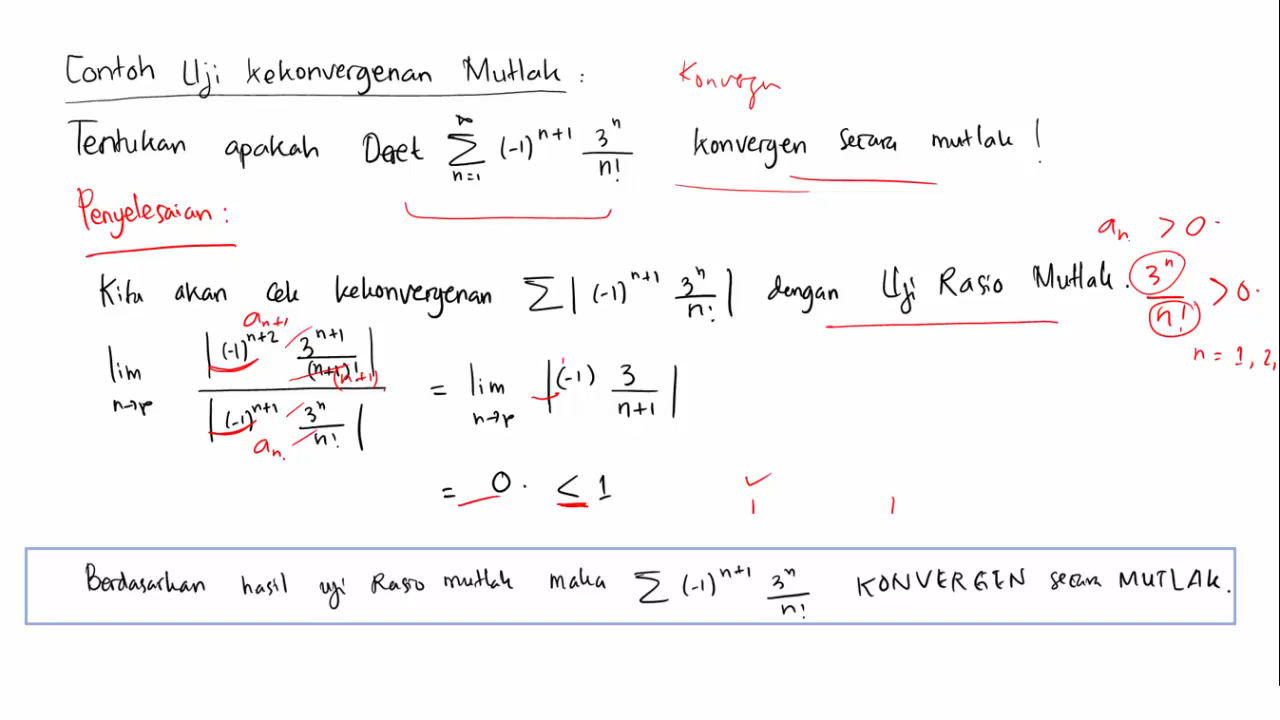 Contoh Uji kekonvergenan Mutlak :
Konvergen
Tentukan apakah Deret ∑_{n=1}^{∞} (-1)^{n+1} 3^n/n! konvergen secara mutlak !
Penyelesaian :
a_n > 0.
Kita akan cek kekonvergenan ∑ |(-1)^{n+1} 3^n/n!| dengan Uji Rasio Mutlak. 3^n/n! > 0.
n = 1, 2,
a_{n+1}
lim_{n→∞} |(-1)^{n+2} 3^{n+1}/(n+1)!| / |(-1)^{n+1} 3^n/n!| = lim_{n→∞} |(-1) 3/(n+1)|
(n+1)
a_n.
= 0. < 1
Berdasarkan hasil uji Rasio mutlak maka ∑ (-1)^{n+1} 3^n/n! KONVERGEN secara MUTLAK.